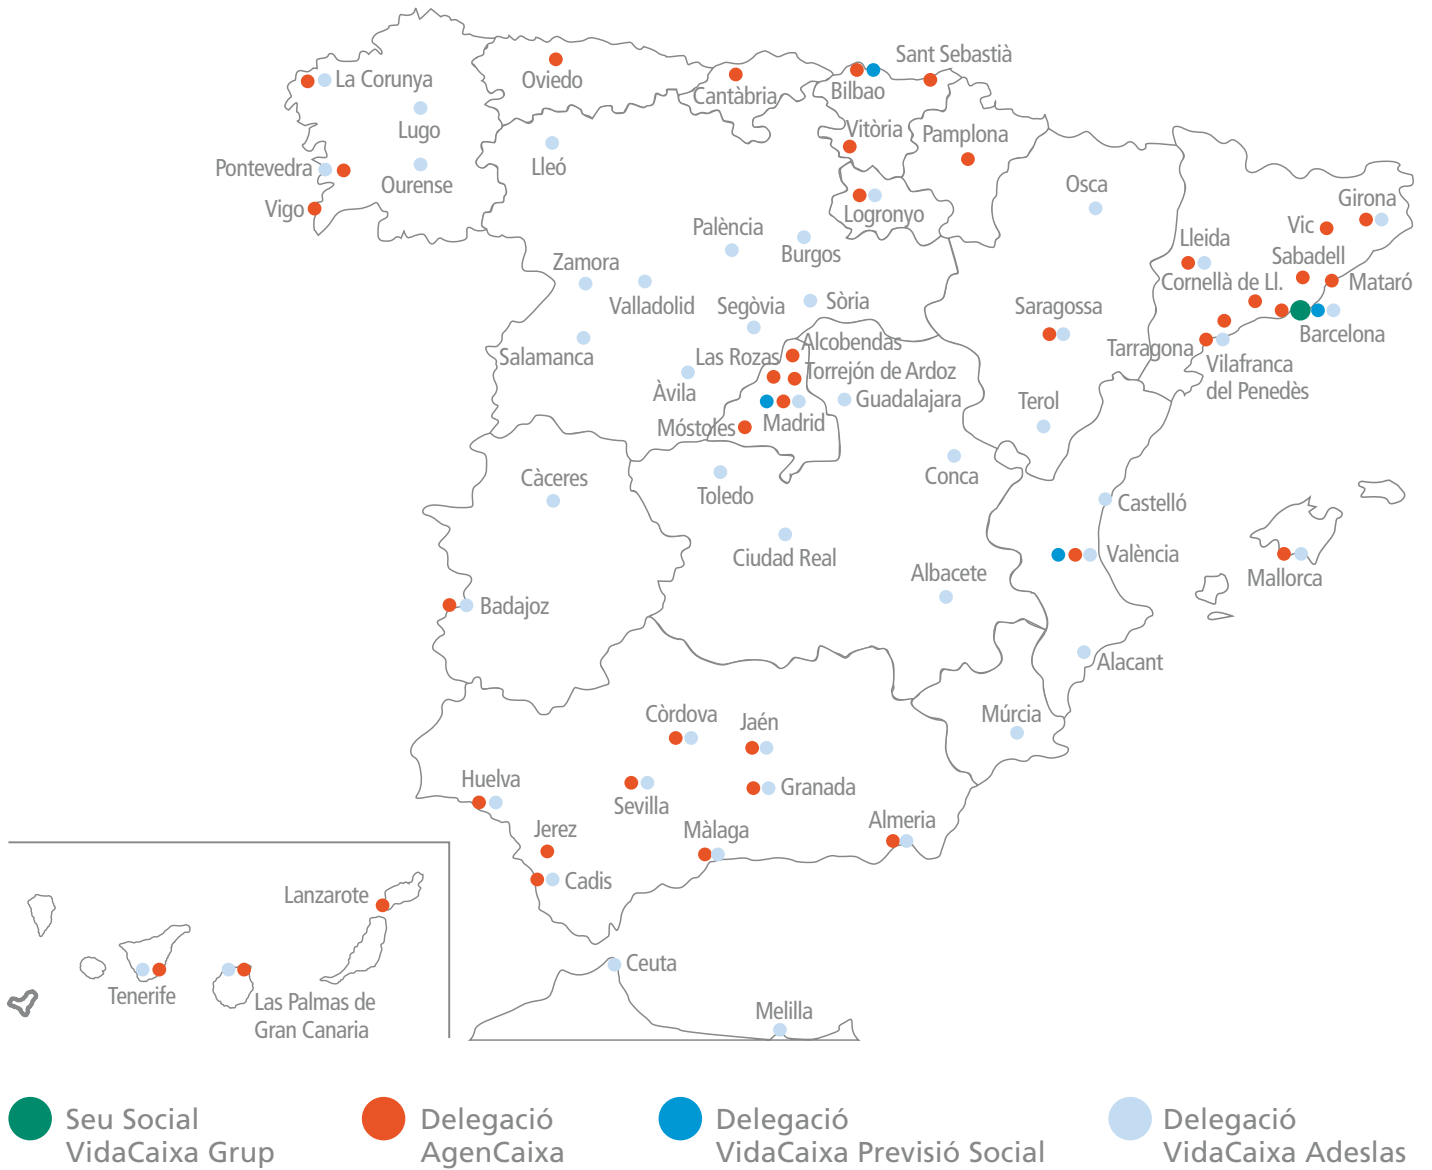 Sant Sebastià
La Corunya
Oviedo
Cantàbria
Bilbao
Lugo
Vitòria
Pamplona
Pontevedra
Ourense
Lleó
Osca
Vigo
Logronyo
Girona
Vic
Palència
Burgos
Lleida
Sabadell
Zamora
Cornellà de Ll.
Mataró
Valladolid
Segòvia
Sòria
Saragossa
Barcelona
Salamanca
Las Rozas
Alcobendas
Tarragona
Vilafranca
del Penedès
Torrejón de Ardoz
Àvila
Guadalajara
Terol
Móstoles
Madrid
Càceres
Toledo
Conca
Castelló
Ciudad Real
València
Albacete
Mallorca
Badajoz
Alacant
Còrdova
Jaén
Múrcia
Huelva
Sevilla
Granada
Jerez
Màlaga
Almeria
Cadis
Lanzarote
Ceuta
Tenerife
Las Palmas de
Gran Canaria
Melilla
Seu Social
VidaCaixa Grup
Delegació
AgenCaixa
Delegació
VidaCaixa Previsió Social
Delegació
VidaCaixa Adeslas